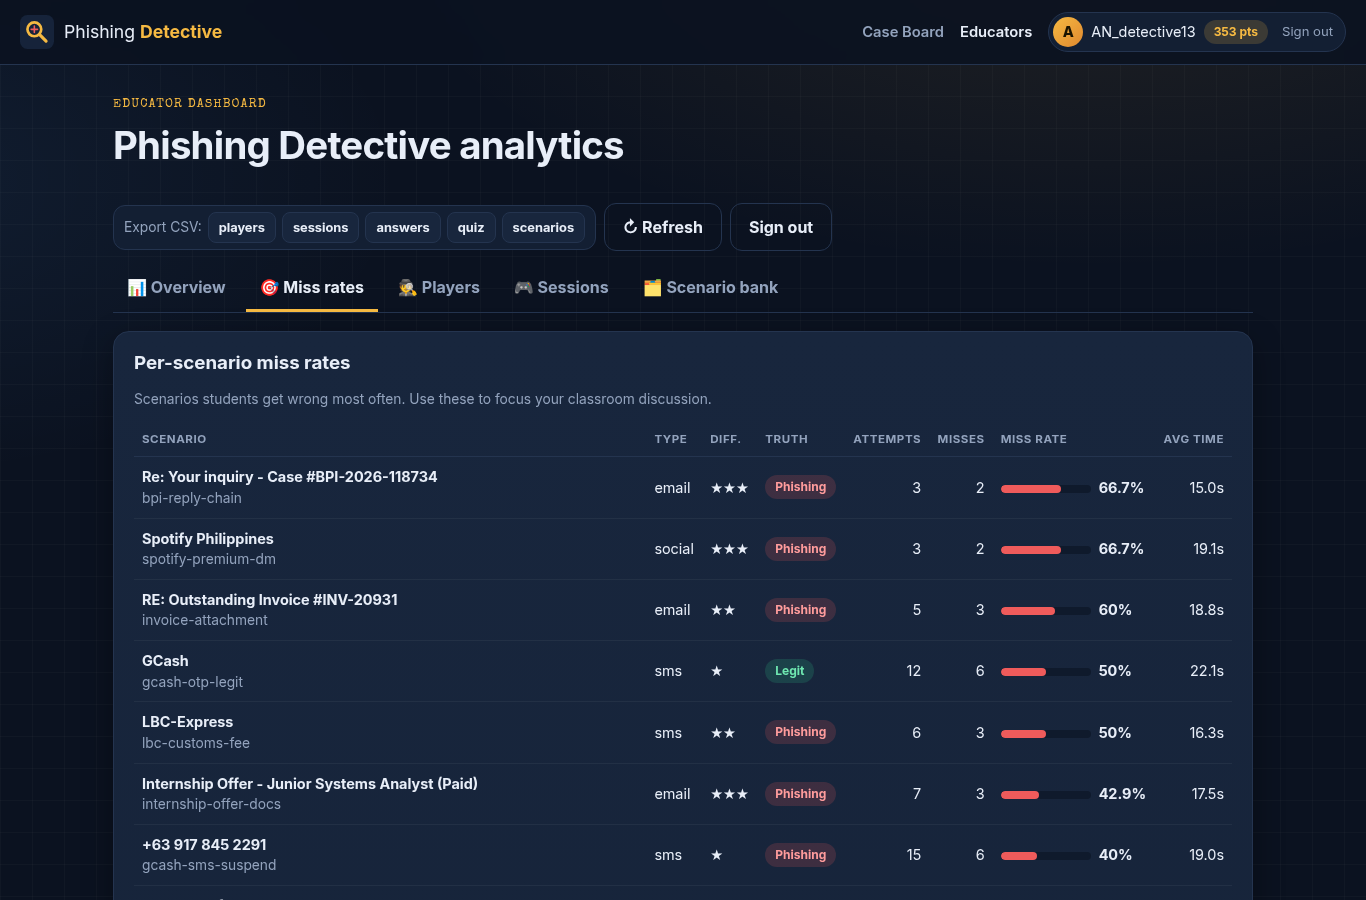 Phishing Detective
Case Board
Educators
A
AN_detective13
353 pts
Sign out
EDUCATOR DASHBOARD
Phishing Detective analytics
Export CSV:
players
sessions
answers
quiz
scenarios
↻ Refresh
Sign out
Overview
Miss rates
Players
Sessions
Scenario bank
Per-scenario miss rates
Scenarios students get wrong most often. Use these to focus your classroom discussion.
SCENARIO TYPE DIFF. TRUTH ATTEMPTS MISSES MISS RATE AVG TIME
Re: Your inquiry - Case #BPI-2026-118734
bpi-reply-chain
email ★★★ Phishing 3 2 66.7% 15.0s
Spotify Philippines
spotify-premium-dm
social ★★★ Phishing 3 2 66.7% 19.1s
RE: Outstanding Invoice #INV-20931
invoice-attachment
email ★★ Phishing 5 3 60% 18.8s
GCash
gcash-otp-legit
sms ★ Legit 12 6 50% 22.1s
LBC-Express
lbc-customs-fee
sms ★★ Phishing 6 3 50% 16.3s
Internship Offer - Junior Systems Analyst (Paid)
internship-offer-docs
email ★★★ Phishing 7 3 42.9% 17.5s
+63 917 845 2291
gcash-sms-suspend
sms ★ Phishing 15 6 40% 19.0s